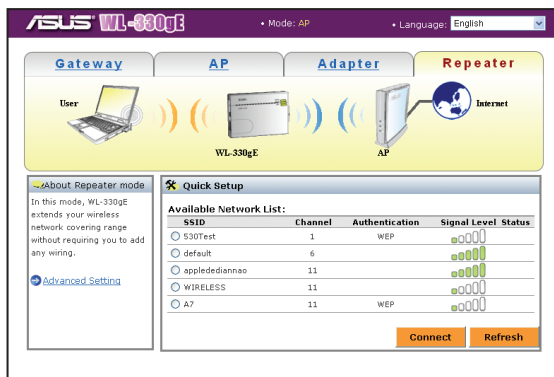 ASUS WL-330gE
• Mode: AP
• Language: English
Gateway AP Adapter Repeater
User
Internet
WL-330gE
AP
About Repeater mode
In this mode, WL-330gE
extends your wireless
network covering range
without requiring you to add
any wiring.
Advanced Setting
Quick Setup
Available Network List:
SSID Channel Authentication Signal Level Status
530Test 1 WEP
default 6
appledediannao 11
WIRELESS 11
A7 11 WEP
Connect Refresh